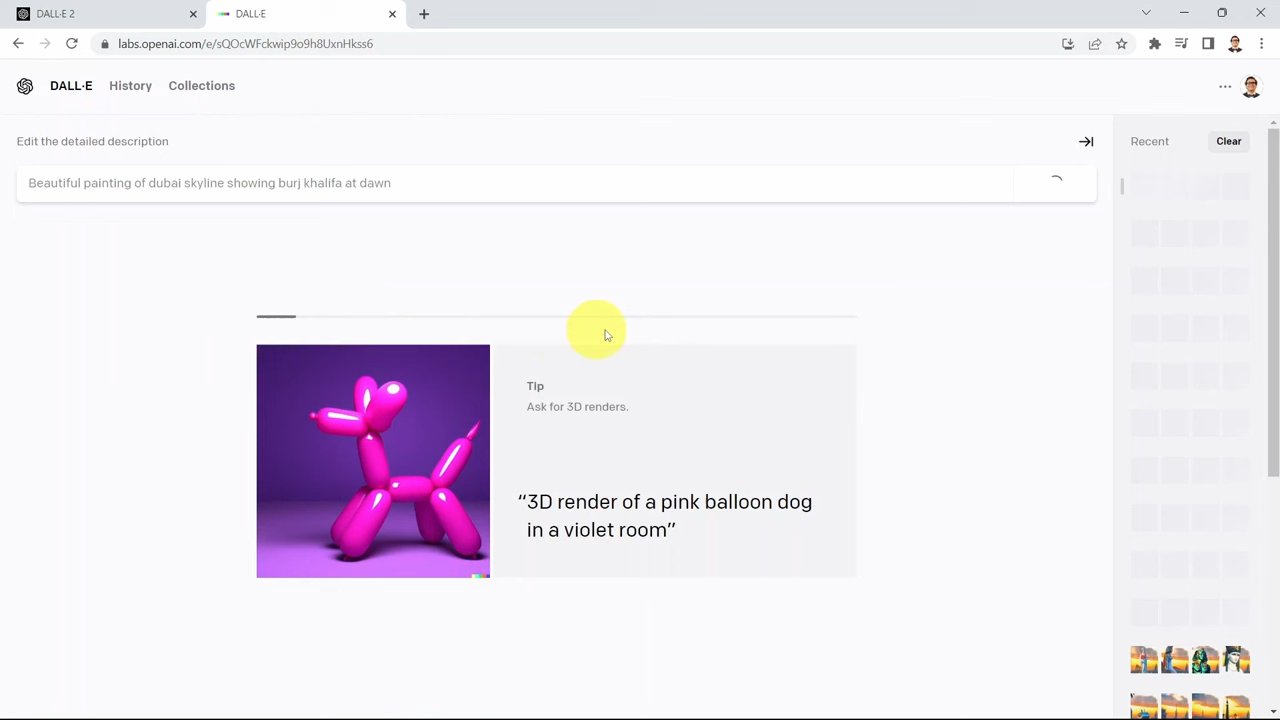 DALL·E 2
DALL·E
labs.openai.com/e/sQOcWFckwip9o9h8UxnHkss6
DALL·E History Collections
Edit the detailed description
Recent
Clear
Beautiful painting of dubai skyline showing burj khalifa at dawn
Tip
Ask for 3D renders.
“3D render of a pink balloon dog
in a violet room”